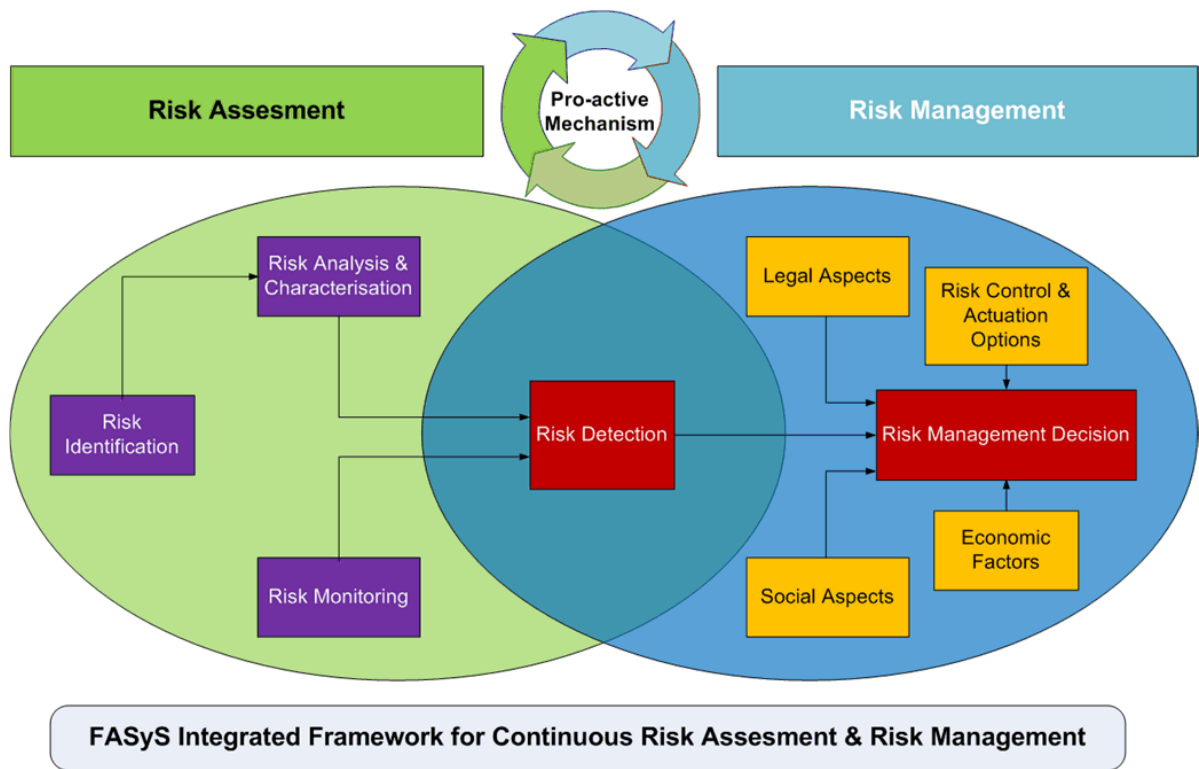 Risk Assesment
Pro-active
Mechanism
Risk Management
Risk Analysis &
Characterisation
Legal Aspects
Risk Control &
Actuation
Options
Risk
Identification
Risk Detection
Risk Management Decision
Risk Monitoring
Social Aspects
Economic
Factors
FASyS Integrated Framework for Continuous Risk Assesment & Risk Management